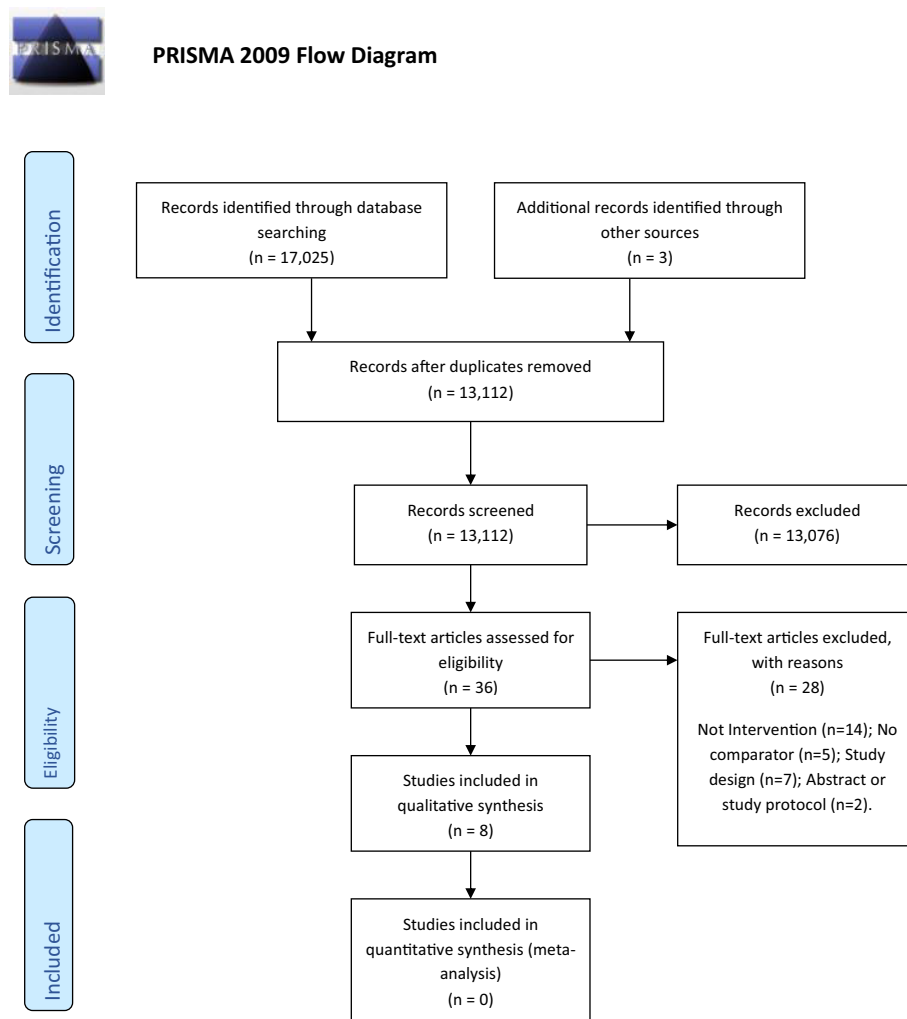 PRISMA
PRISMA 2009 Flow Diagram
Identification
Records identified through database
searching
(n = 17,025)
Additional records identified through
other sources
(n = 3)
Records after duplicates removed
(n = 13,112)
Screening
Records screened
(n = 13,112)
Records excluded
(n = 13,076)
Eligibility
Full-text articles assessed for
eligibility
(n = 36)
Full-text articles excluded,
with reasons
(n = 28)
Not Intervention (n=14); No
comparator (n=5); Study
design (n=7); Abstract or
study protocol (n=2).
Studies included in
qualitative synthesis
(n = 8)
Included
Studies included in
quantitative synthesis (meta-
analysis)
(n = 0)